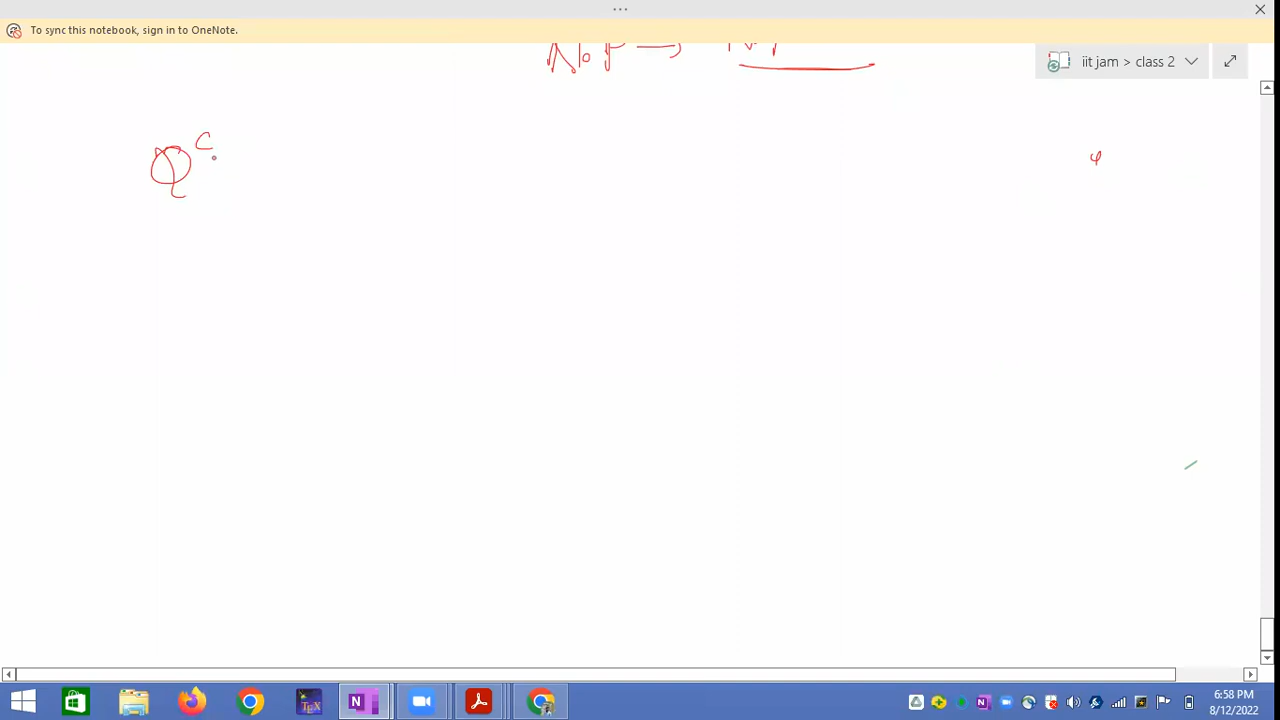 To sync this notebook, sign in to OneNote.
iit jam > class 2
Q^c
6:58 PM
8/12/2022